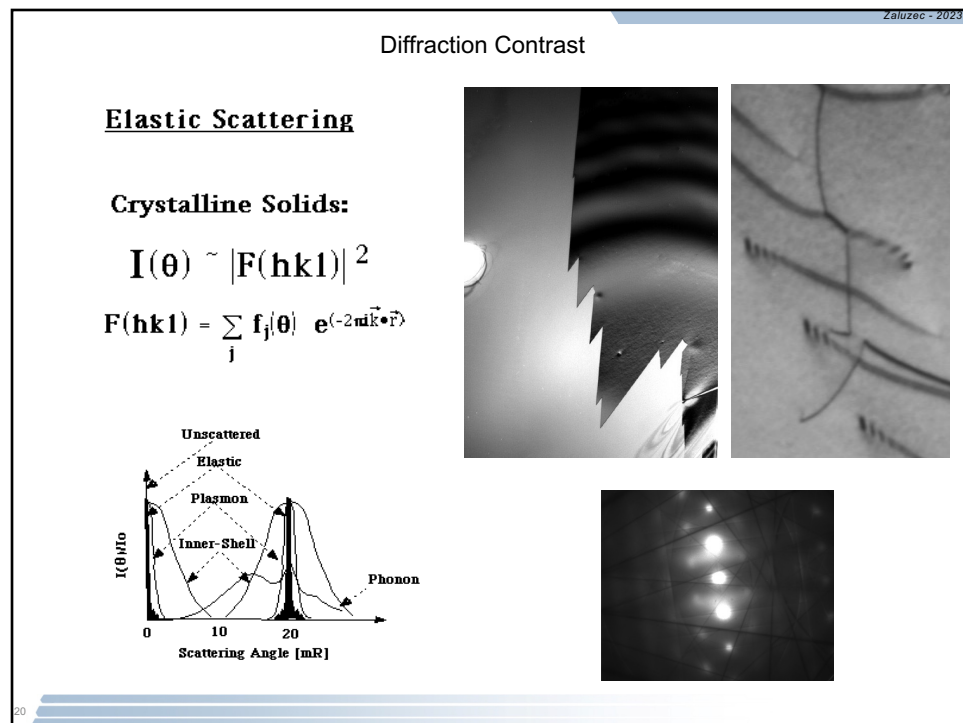 Zaluzec - 2023
Diffraction Contrast
Elastic Scattering
Crystalline Solids:
I(θ) ~ |F(hkl)| 2
F(hkl) = ∑ fj(θ) e(-2πik⃗•r⃗)
j
Unscattered
Elastic
Plasmon
Inner-Shell
Phonon
I(θ)/Io
0 10 20
Scattering Angle [mR]
20